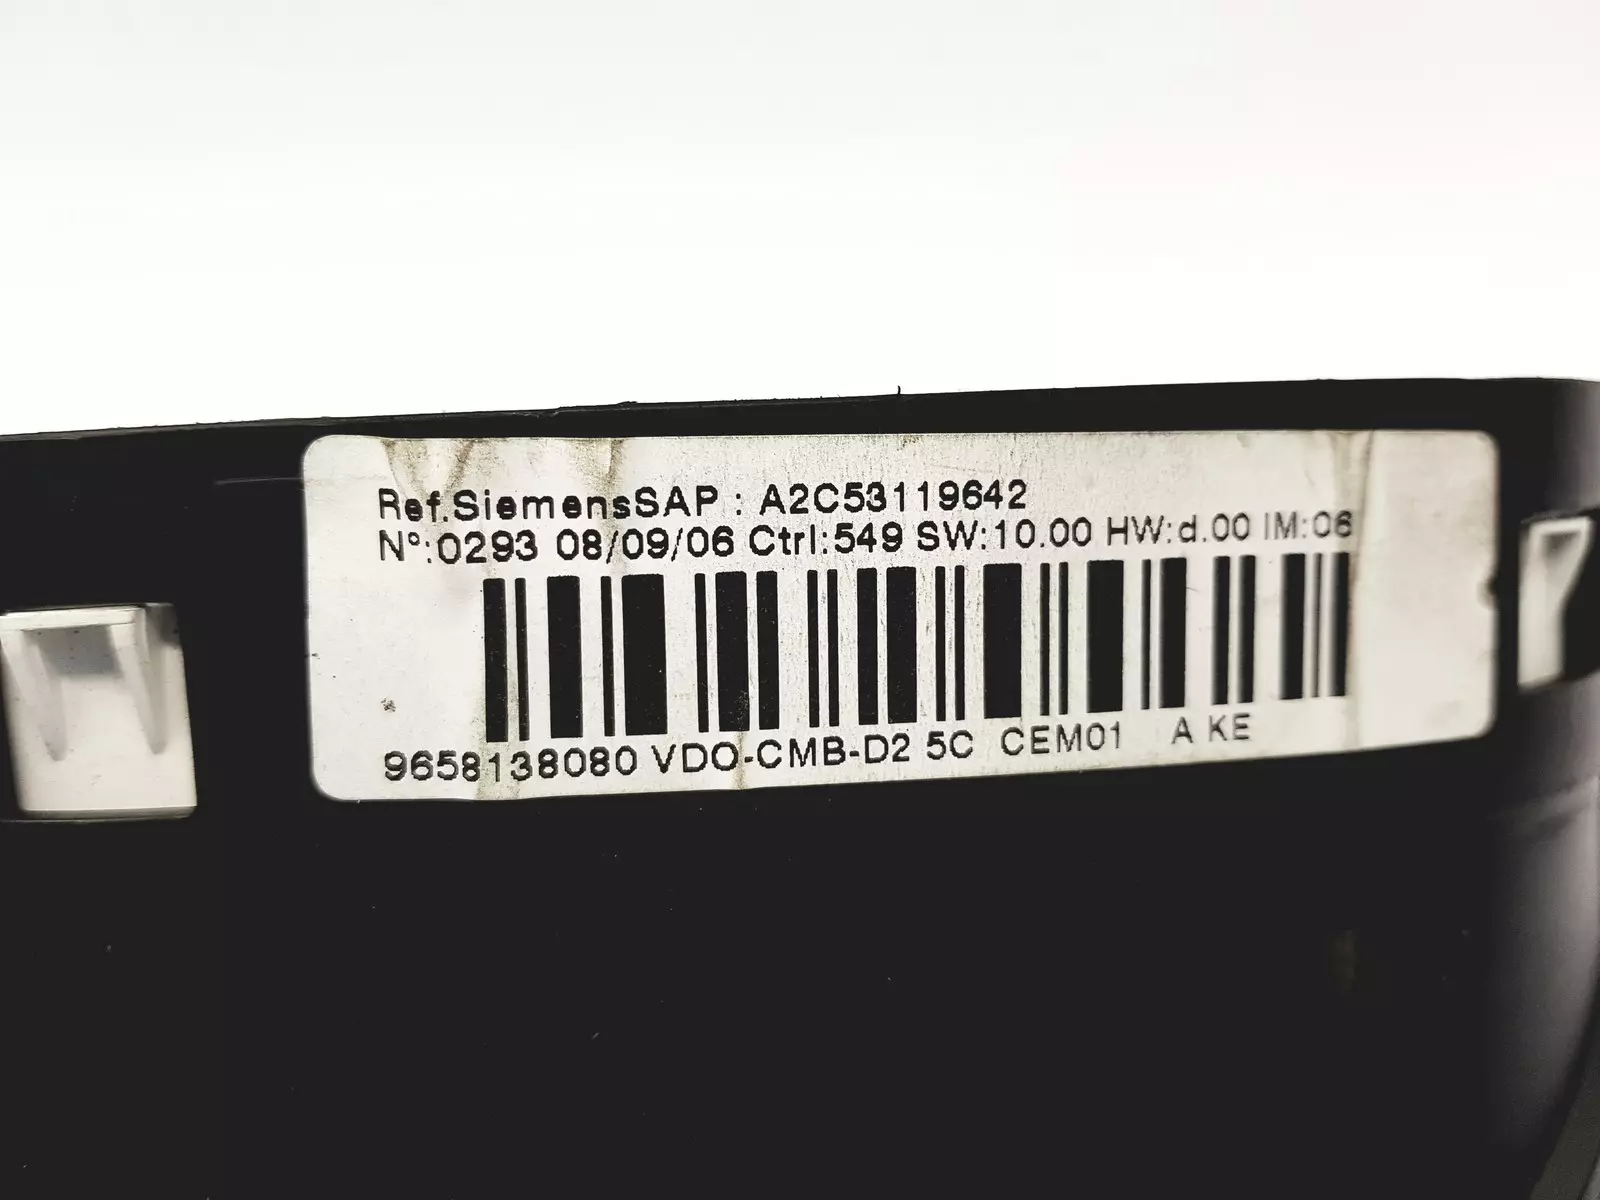 Ref.SiemensSAP : A2C53119642
N°:0293 08/09/06 Ctrl:549 SW:10.00 HW:d.00 IM:06
9658138080 VDO-CMB-D2 5C CEM01 A KE